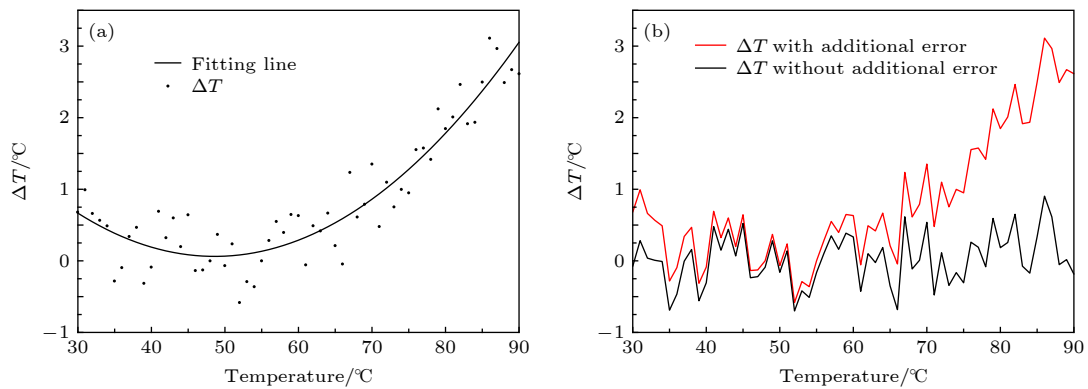 (a)
Fitting line
ΔT
3
2
1
0
−1
ΔT/℃
30 40 50 60 70 80 90
Temperature/℃
(b)
ΔT with additional error
ΔT without additional error
3
2
1
0
−1
ΔT/℃
30 40 50 60 70 80 90
Temperature/℃